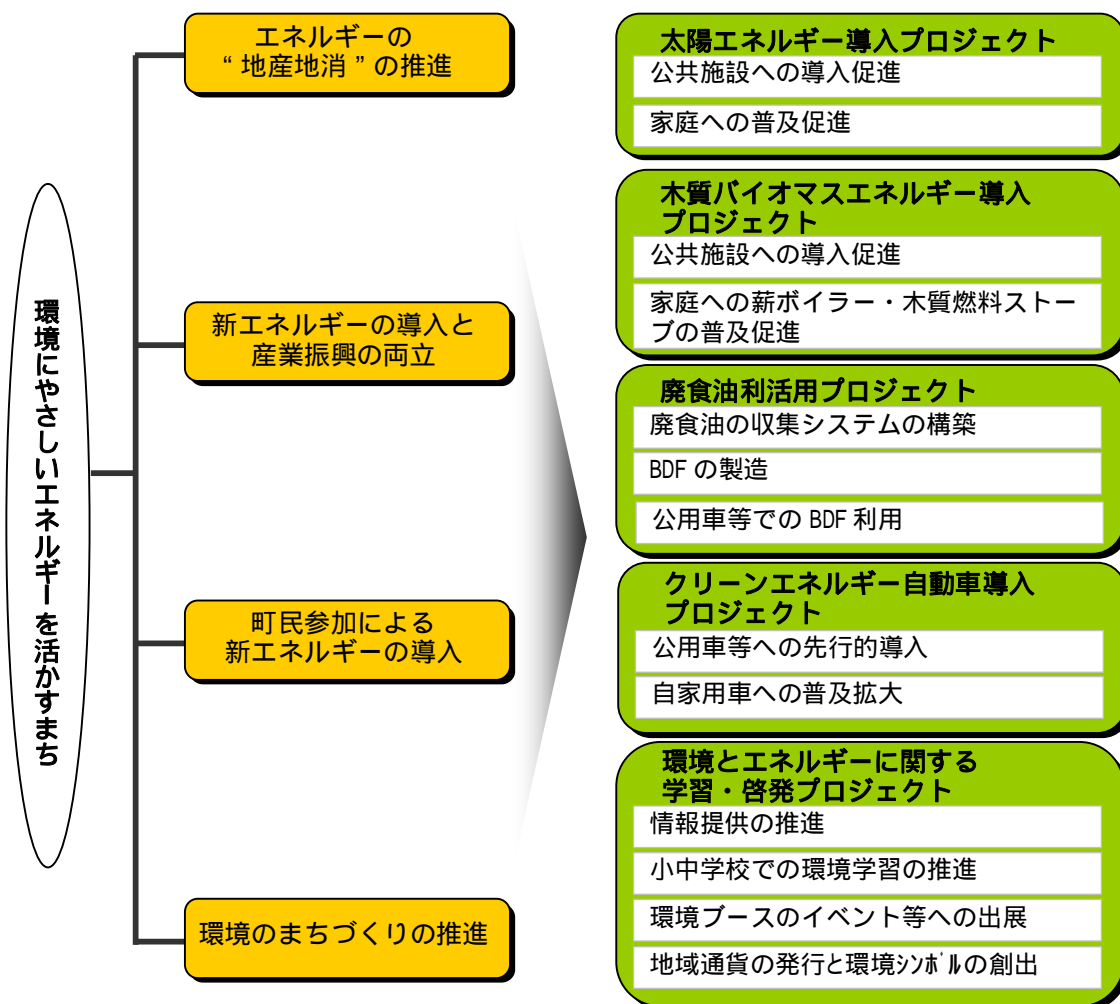 環境にやさしいエネルギーを活かすまち
エネルギーの
“地産地消”の推進
新エネルギーの導入と
産業振興の両立
町民参加による
新エネルギーの導入
環境のまちづくりの推進
太陽エネルギー導入プロジェクト
公共施設への導入促進
家庭への普及促進
木質バイオマスエネルギー導入
プロジェクト
公共施設への導入促進
家庭への薪ボイラー・木質燃料ストー
ブの普及促進
廃食油利活用プロジェクト
廃食油の収集システムの構築
BDF の製造
公用車等での BDF 利用
クリーンエネルギー自動車導入
プロジェクト
公用車等への先行的導入
自家用車への普及拡大
環境とエネルギーに関する
学習・啓発プロジェクト
情報提供の推進
小中学校での環境学習の推進
環境ブースのイベント等への出展
地域通貨の発行と環境ｼﾝﾎﾞﾙの創出